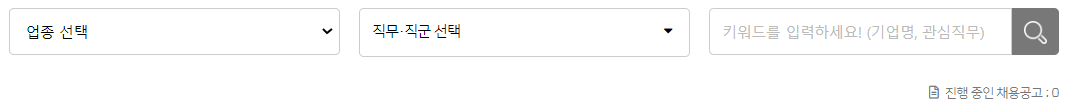 업종 선택
직무·직군 선택
키워드를 입력하세요! (기업명, 관심직무)
진행 중인 채용공고 : 0